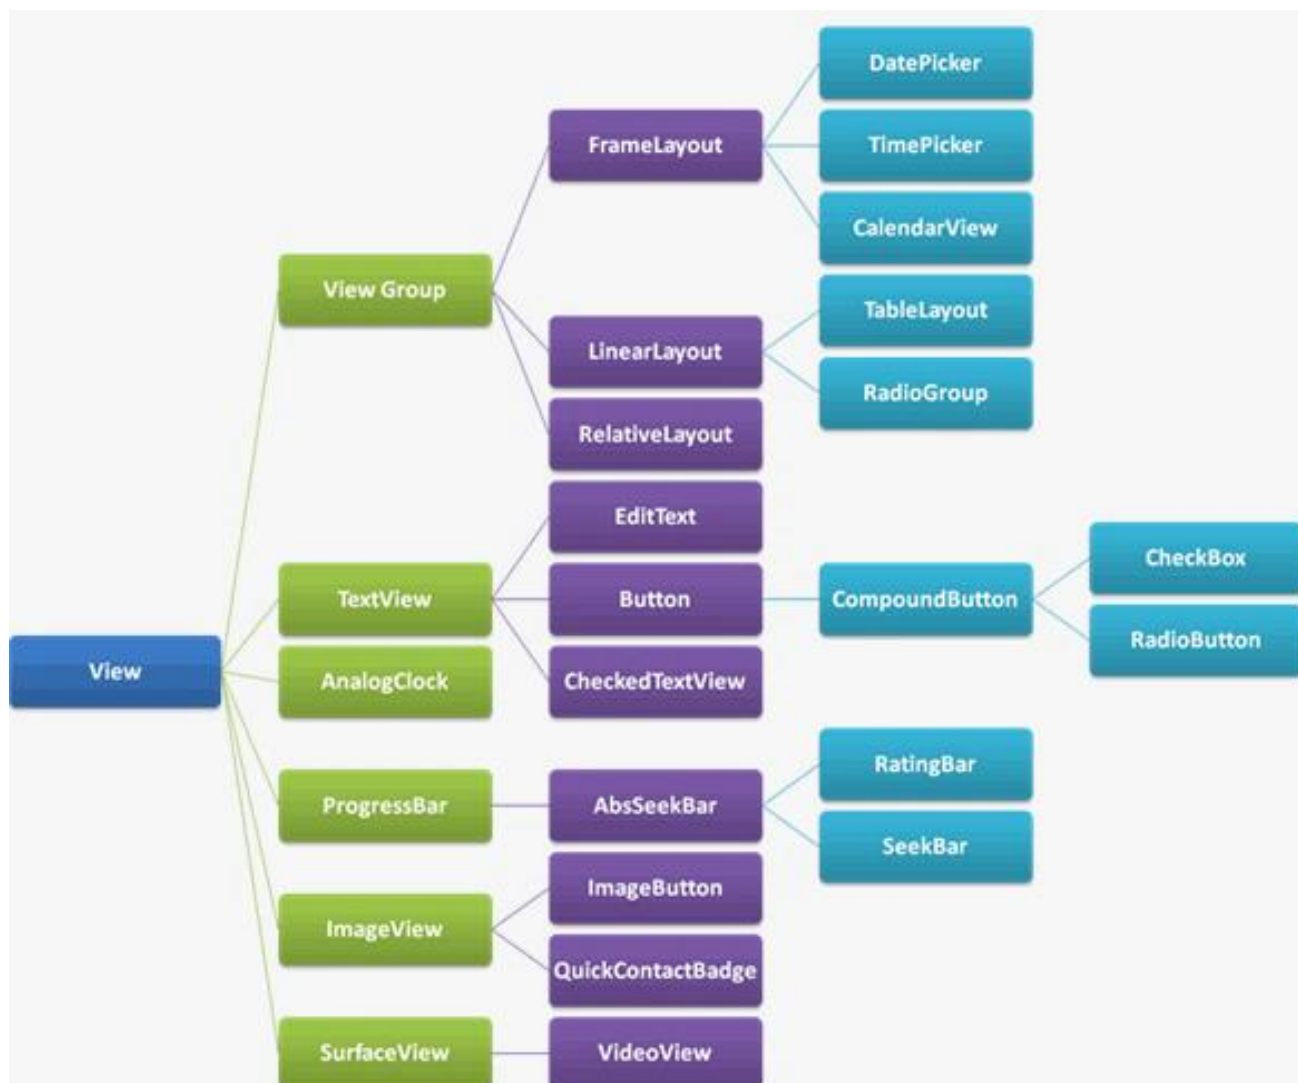 DatePicker
FrameLayout
TimePicker
CalendarView
View Group
TableLayout
LinearLayout
RadioGroup
RelativeLayout
EditText
CheckBox
TextView
Button
CompoundButton
RadioButton
View
AnalogClock
CheckedTextView
RatingBar
ProgressBar
AbsSeekBar
SeekBar
ImageButton
ImageView
QuickContactBadge
SurfaceView
VideoView